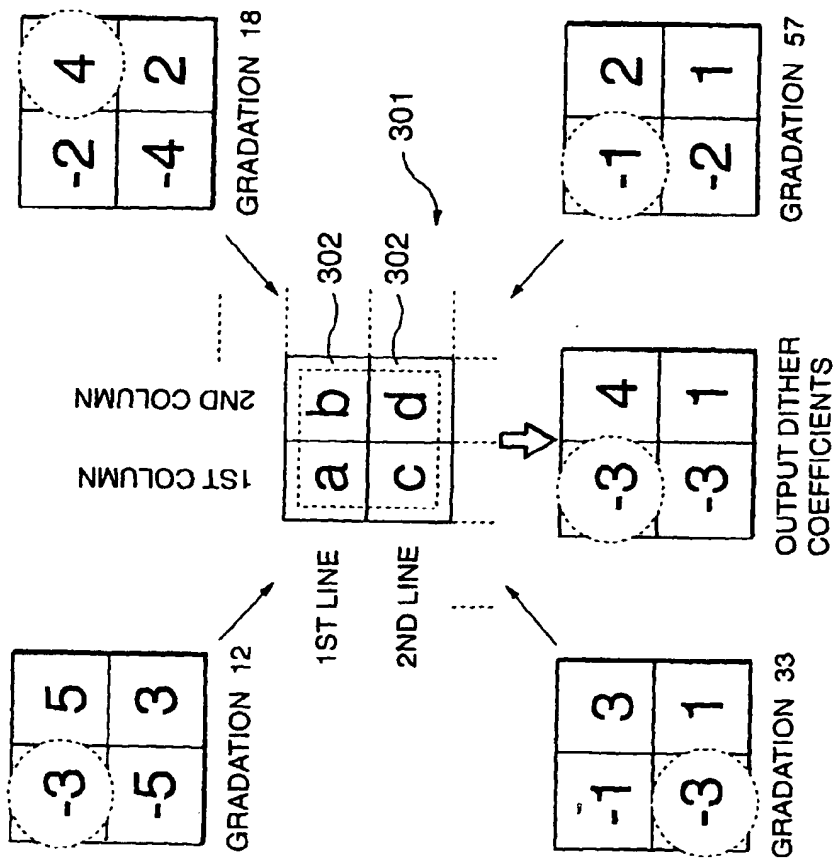 -3 5
-5 3
GRADATION 12
-2 4
-4 2
GRADATION 18
1ST COLUMN
2ND COLUMN
1ST LINE
2ND LINE
a b
c d
302
302
301
-1 3
-3 1
GRADATION 33
-3 4
-3 1
OUTPUT DITHER
COEFFICIENTS
-1 2
-2 1
GRADATION 57